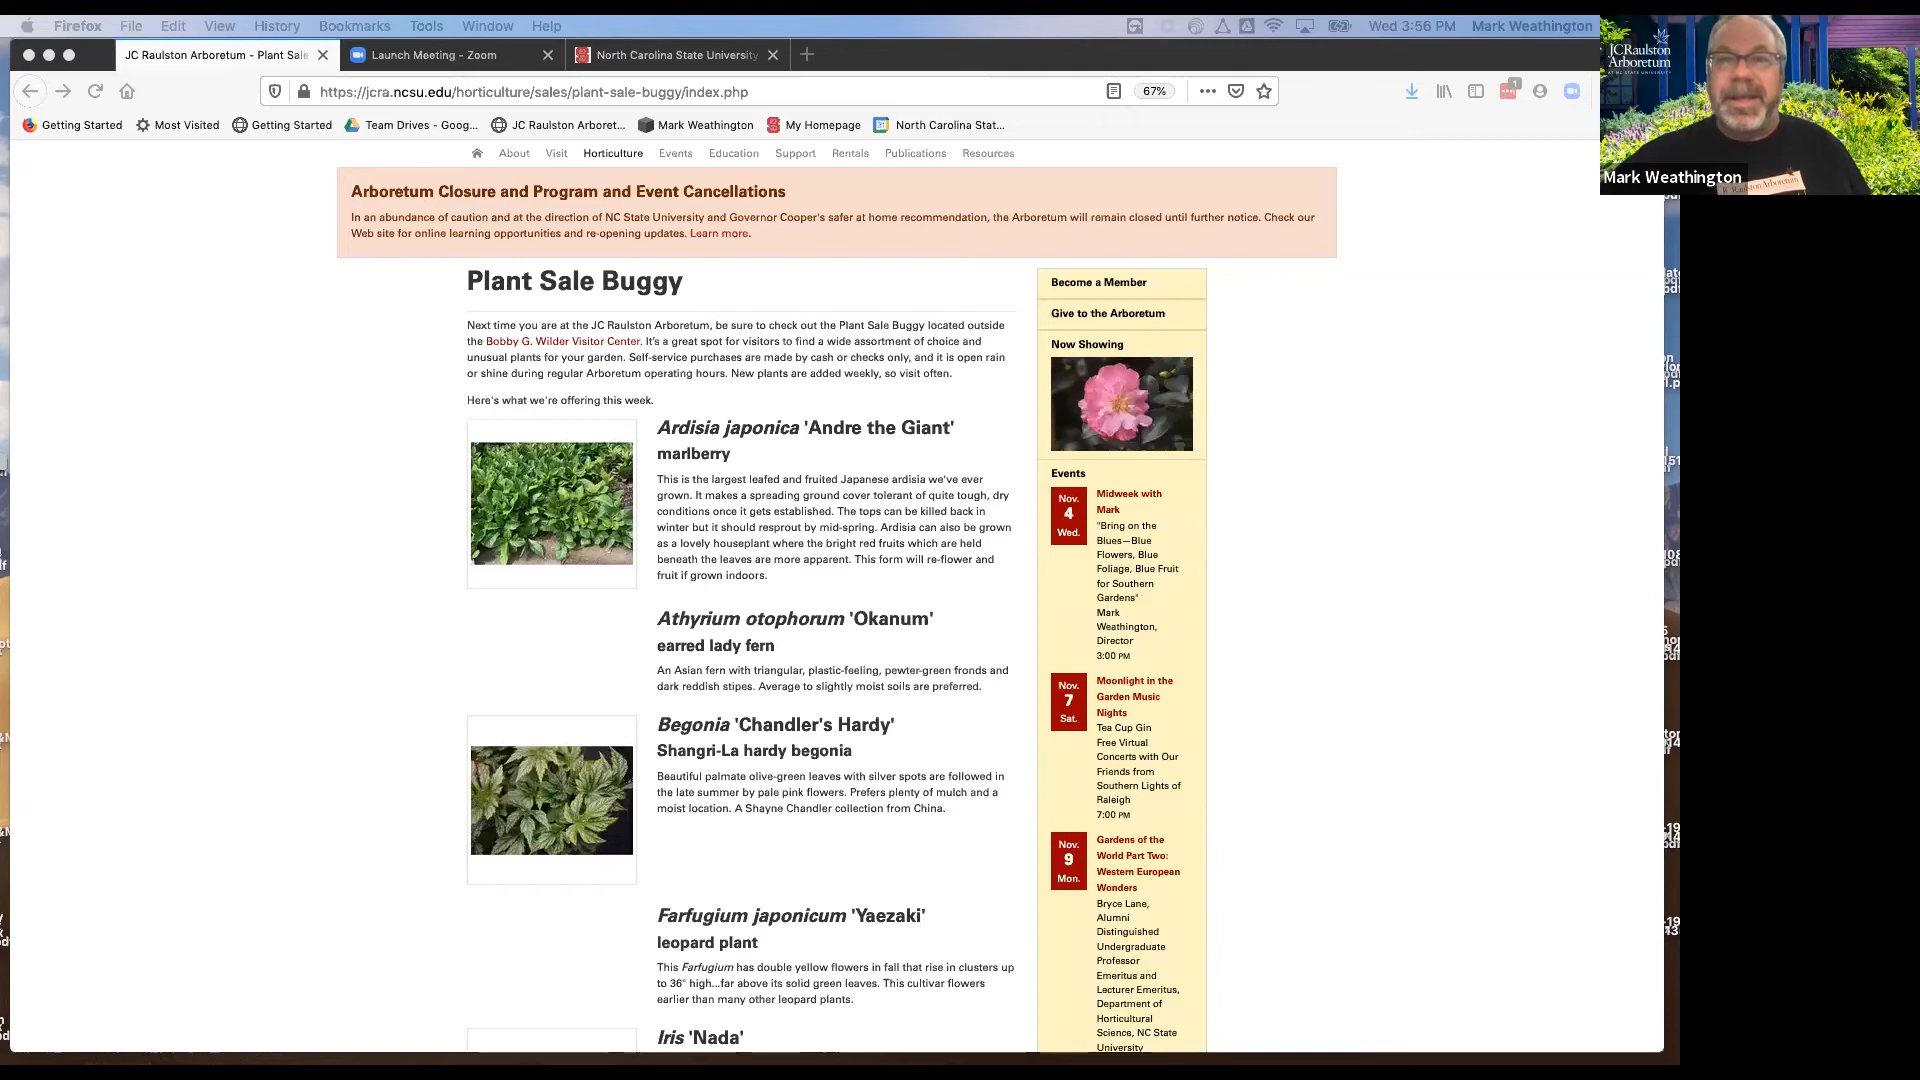 Firefox File Edit View History Bookmarks Tools Window Help
Wed 3:56 PM Mark Weathington
JC Raulston Arboretum - Plant Sale
Launch Meeting - Zoom
North Carolina State University
https://jcra.ncsu.edu/horticulture/sales/plant-sale-buggy/index.php
67%
1
Getting Started Most Visited Getting Started Team Drives - Goog... JC Raulston Arboret... Mark Weathington My Homepage North Carolina Stat...
JCRaulston
Arboretum
AT NC STATE UNIVERSITY
JC Raulston Arboretum
Mark Weathington
About Visit Horticulture Events Education Support Rentals Publications Resources
Arboretum Closure and Program and Event Cancellations
In an abundance of caution and at the direction of NC State University and Governor Cooper's safer at home recommendation, the Arboretum will remain closed until further notice. Check our
Web site for online learning opportunities and re-opening updates. Learn more.
Plant Sale Buggy
Next time you are at the JC Raulston Arboretum, be sure to check out the Plant Sale Buggy located outside
the Bobby G. Wilder Visitor Center. It's a great spot for visitors to find a wide assortment of choice and
unusual plants for your garden. Self-service purchases are made by cash or checks only, and it is open rain
or shine during regular Arboretum operating hours. New plants are added weekly, so visit often.
Here's what we're offering this week.
Ardisia japonica 'Andre the Giant'
marlberry
This is the largest leafed and fruited Japanese ardisia we've ever
grown. It makes a spreading ground cover tolerant of quite tough, dry
conditions once it gets established. The tops can be killed back in
winter but it should resprout by mid-spring. Ardisia can also be grown
as a lovely houseplant where the bright red fruits which are held
beneath the leaves are more apparent. This form will re-flower and
fruit if grown indoors.
Athyrium otophorum 'Okanum'
earred lady fern
An Asian fern with triangular, plastic-feeling, pewter-green fronds and
dark reddish stipes. Average to slightly moist soils are preferred.
Begonia 'Chandler's Hardy'
Shangri-La hardy begonia
Beautiful palmate olive-green leaves with silver spots are followed in
the late summer by pale pink flowers. Prefers plenty of mulch and a
moist location. A Shayne Chandler collection from China.
Farfugium japonicum 'Yaezaki'
leopard plant
This Farfugium has double yellow flowers in fall that rise in clusters up
to 36" high...far above its solid green leaves. This cultivar flowers
earlier than many other leopard plants.
Iris 'Nada'
Become a Member
Give to the Arboretum
Now Showing
Events
Nov.
4
Wed.
Midweek with
Mark
"Bring on the
Blues—Blue
Flowers, Blue
Foliage, Blue Fruit
for Southern
Gardens"
Mark
Weathington,
Director
3:00 PM
Nov.
7
Sat.
Moonlight in the
Garden Music
Nights
Tea Cup Gin
Free Virtual
Concerts with Our
Friends from
Southern Lights of
Raleigh
7:00 PM
Nov.
9
Mon.
Gardens of the
World Part Two:
Western European
Wonders
Bryce Lane,
Alumni
Distinguished
Undergraduate
Professor
Emeritus and
Lecturer Emeritus,
Department of
Horticultural
Science, NC State
University